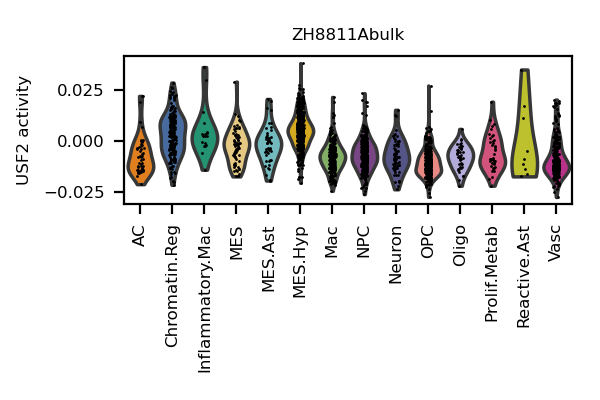 ZH8811Abulk
USF2 activity
0.025
0.000
−0.025
AC
Chromatin.Reg
Inflammatory.Mac
MES
MES.Ast
MES.Hyp
Mac
NPC
Neuron
OPC
Oligo
Prolif.Metab
Reactive.Ast
Vasc